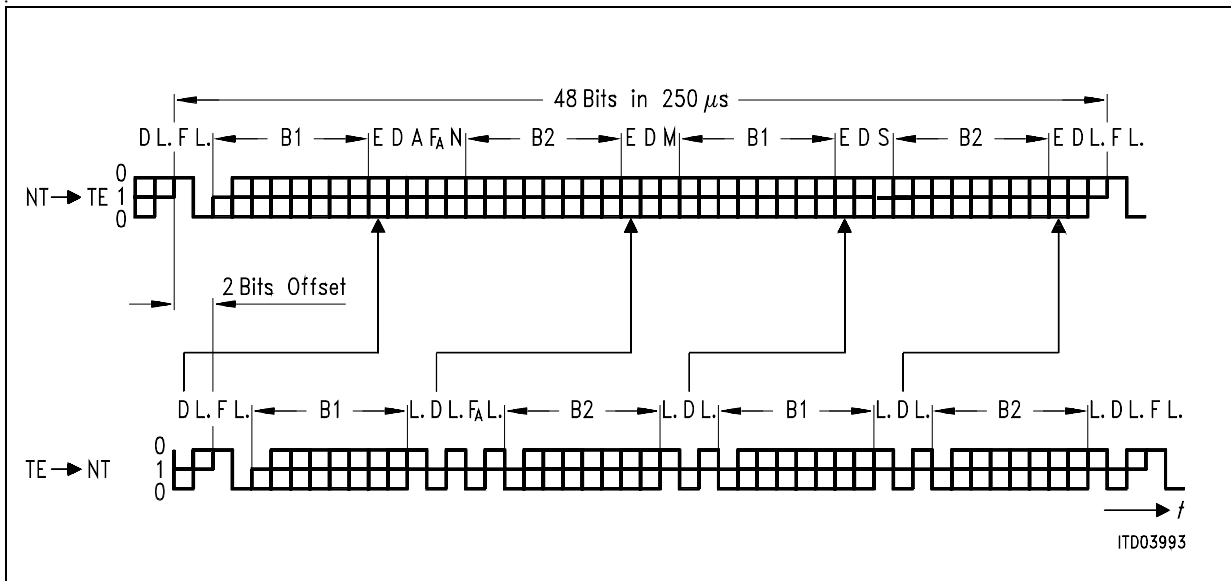 48 Bits in 250 µs
D L. F L. B1 E D A FA N B2 E D M B1 E D S B2 E D L. F L.
0
NT TE 1
0
2 Bits Offset
D L. F L. B1 L. D L. FA L. B2 L. D L. B1 L. D L. B2 L. D L. F L.
0
TE NT 1
0
t
ITD03993